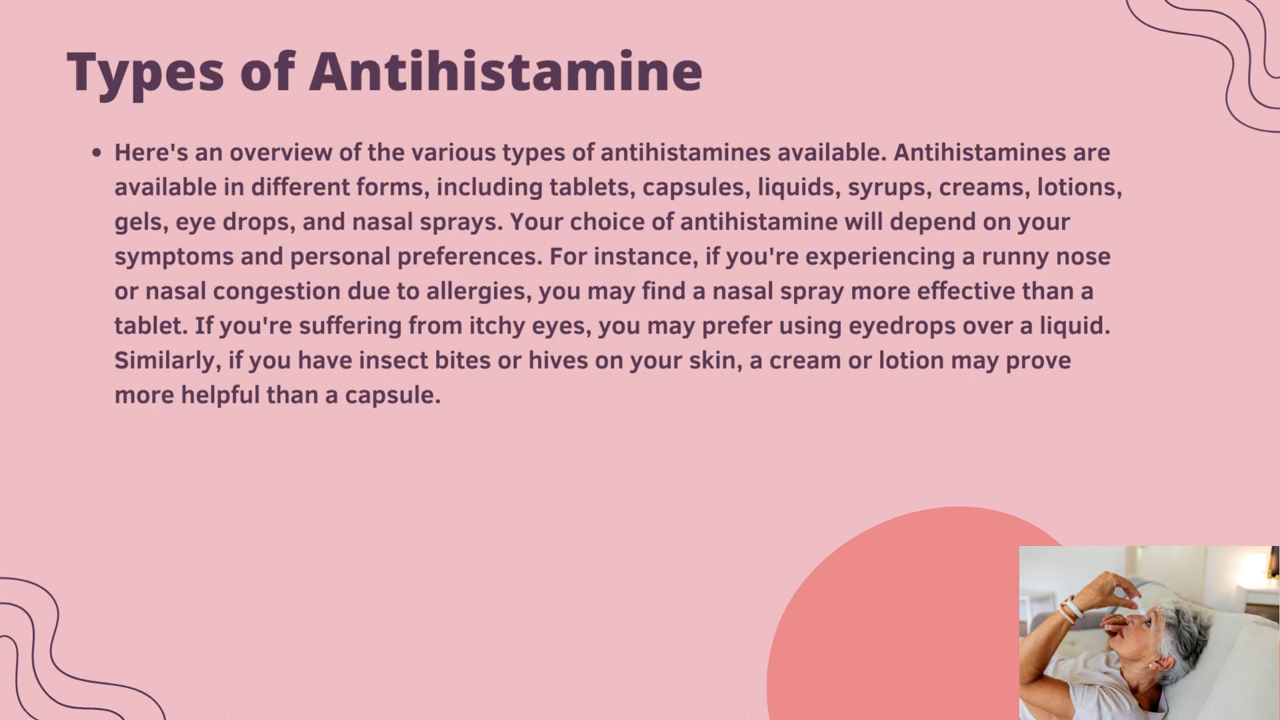 Types of Antihistamine
• Here's an overview of the various types of antihistamines available. Antihistamines are
available in different forms, including tablets, capsules, liquids, syrups, creams, lotions,
gels, eye drops, and nasal sprays. Your choice of antihistamine will depend on your
symptoms and personal preferences. For instance, if you're experiencing a runny nose
or nasal congestion due to allergies, you may find a nasal spray more effective than a
tablet. If you're suffering from itchy eyes, you may prefer using eyedrops over a liquid.
Similarly, if you have insect bites or hives on your skin, a cream or lotion may prove
more helpful than a capsule.